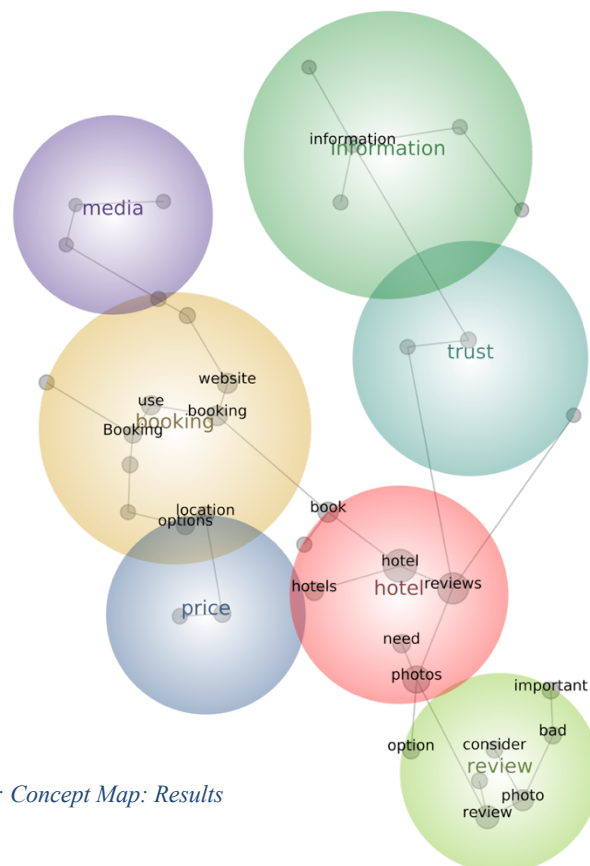 information
information
media
trust
website
use
booking
booking
Booking
location
options
book
hotel
hotels
hotel
reviews
price
need
photos
important
option
consider
bad
review
photo
review
: Concept Map: Results